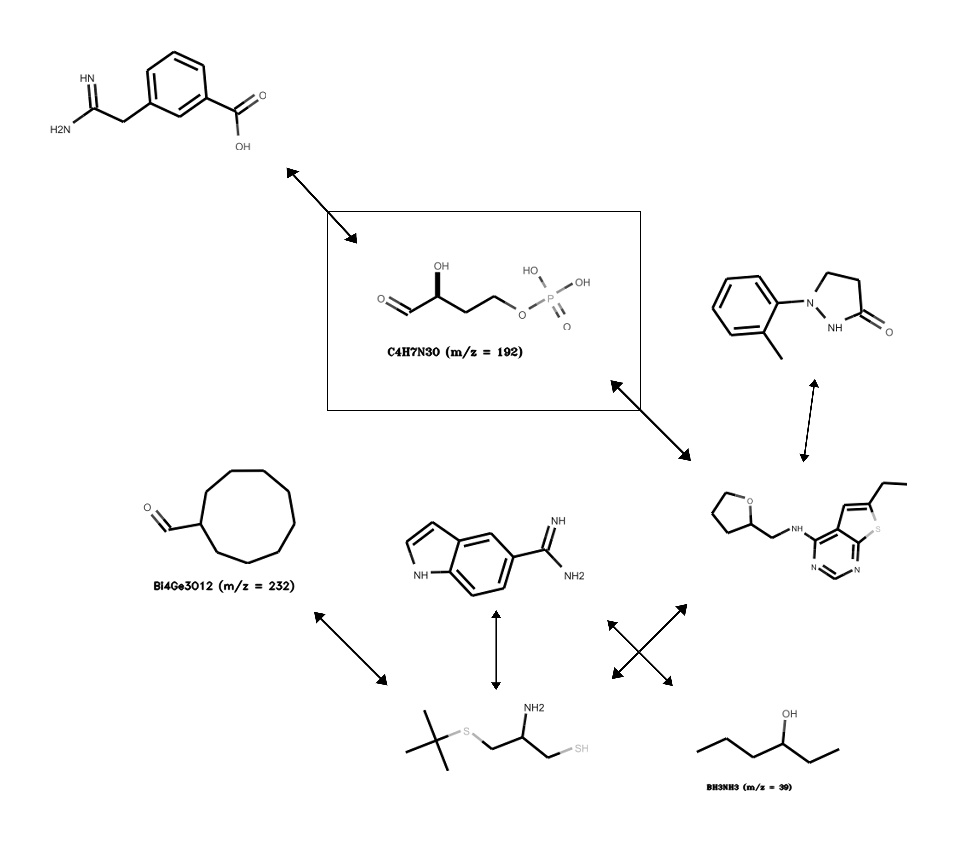 HN
O
H2N
OH
OH
HO
OH
O
P
O
O
C4H7N3O (m/z = 192)
N
NH
O
O
O
NH
S
N
N
NH
NH
NH2
Bi4Ge3O12 (m/z = 232)
NH2
S
SH
OH
BH3NH3 (m/z = 39)